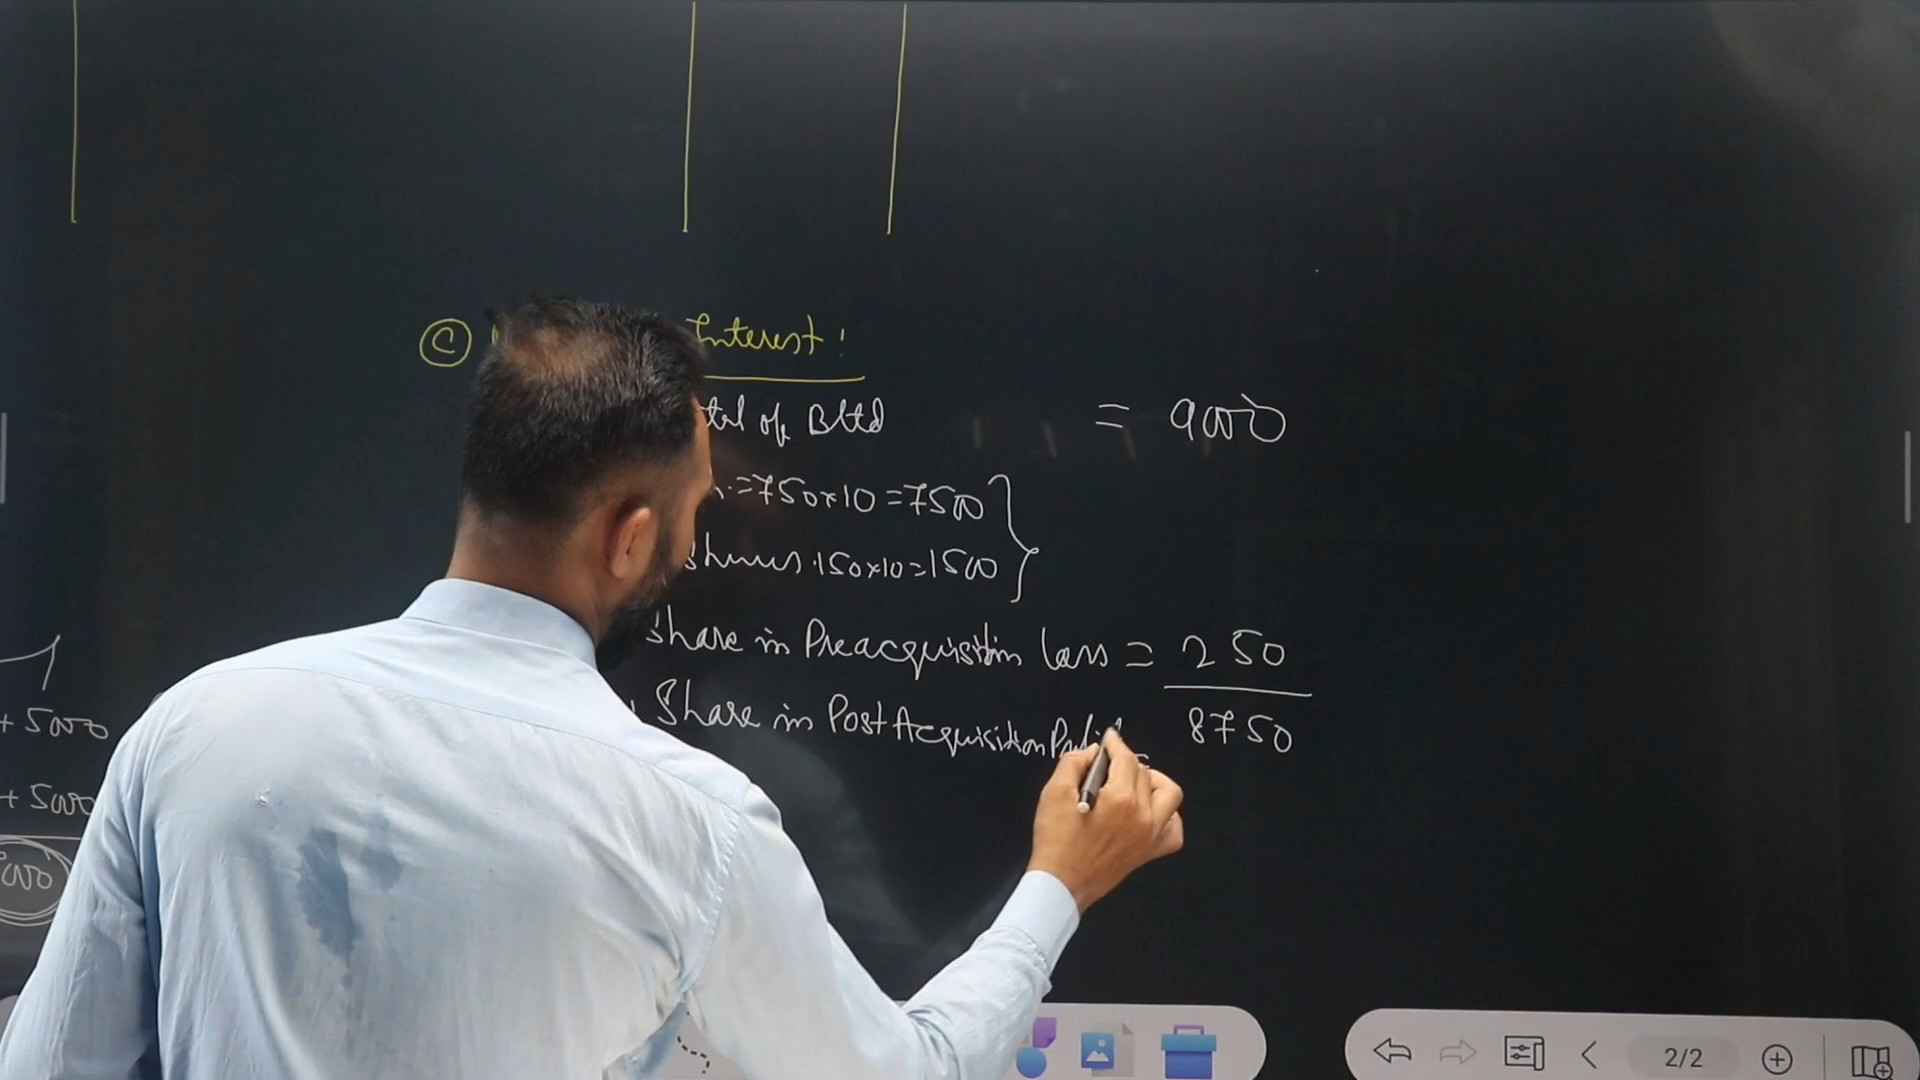 Ⓒ Interest:
of B ltd = 9000
= 750×10 = 7500
Shares 150×10 = 1500
Share in Preacquisition Loss = 250
Share in Post Acquisition 8750
+ 5000
+ 5000
2/2